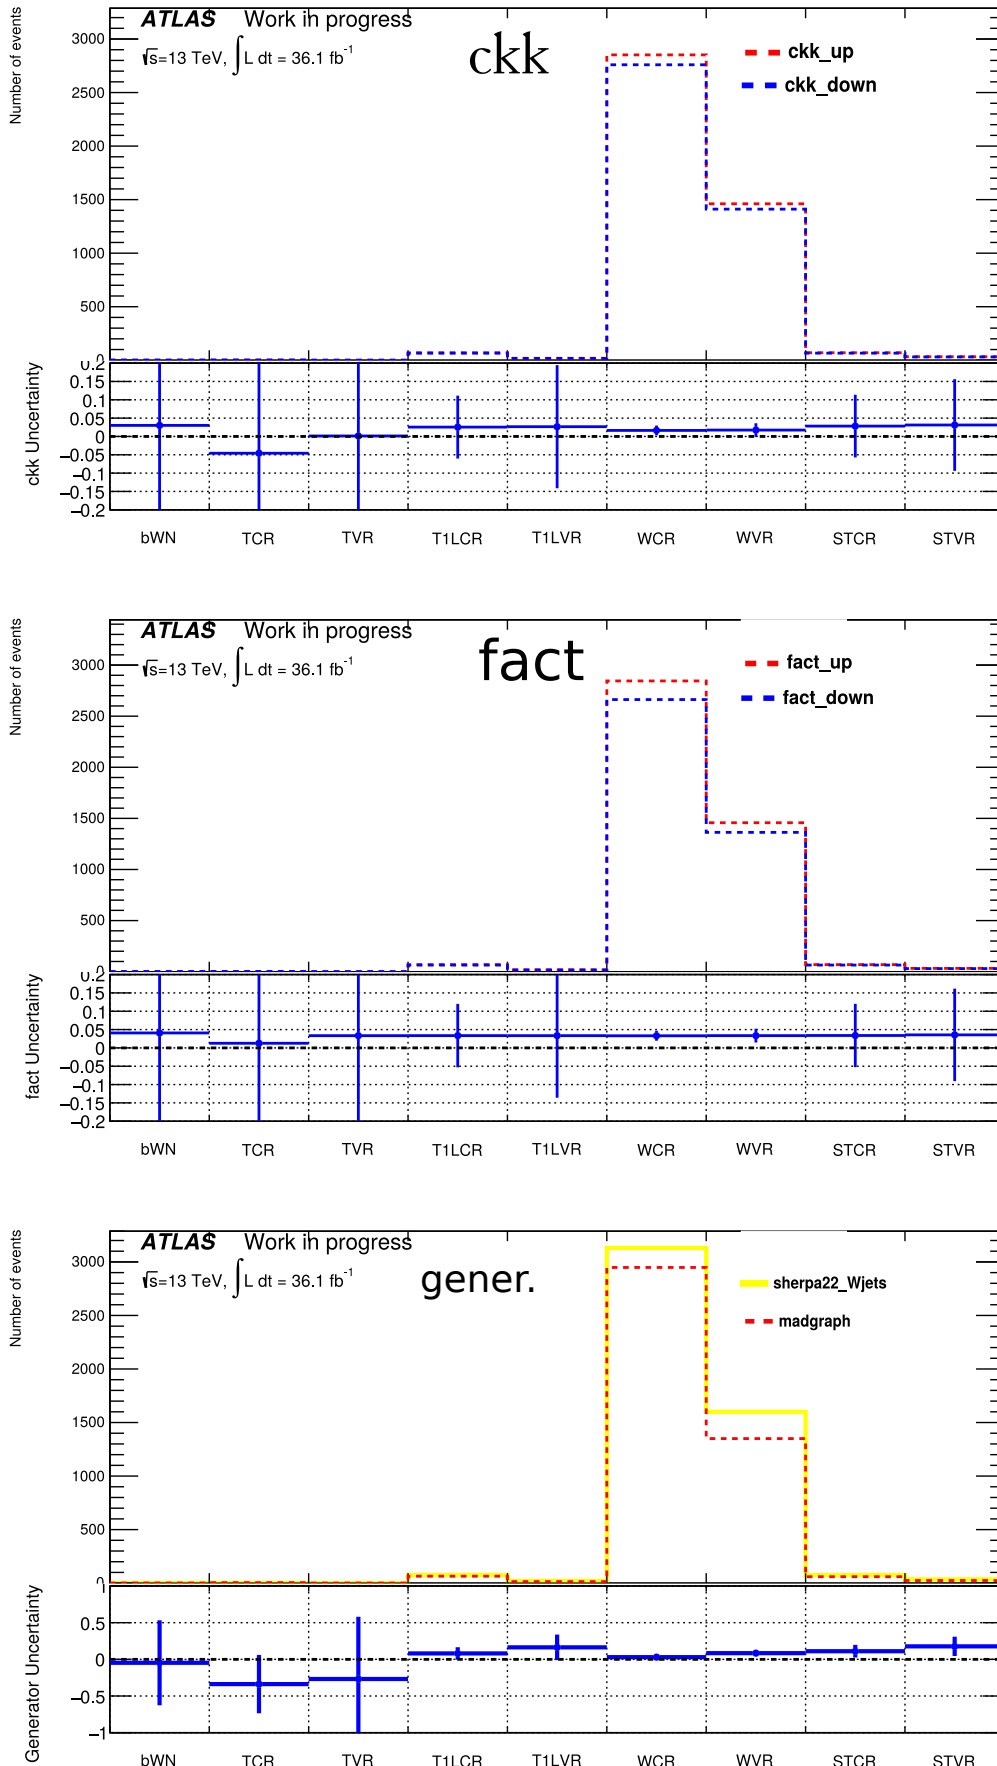 ATLAS Work in progress
√s=13 TeV, ∫L dt = 36.1 fb⁻¹
ckk
ckk_up
ckk_down
Number of events
3000
2500
2000
1500
1000
500
0
ckk Uncertainty
0.2
0.15
0.1
0.05
0
−0.05
−0.1
−0.15
−0.2
bWN TCR TVR T1LCR T1LVR WCR WVR STCR STVR
ATLAS Work in progress
√s=13 TeV, ∫L dt = 36.1 fb⁻¹
fact
fact_up
fact_down
Number of events
3000
2500
2000
1500
1000
500
0
fact Uncertainty
0.2
0.15
0.1
0.05
0
−0.05
−0.1
−0.15
−0.2
bWN TCR TVR T1LCR T1LVR WCR WVR STCR STVR
ATLAS Work in progress
√s=13 TeV, ∫L dt = 36.1 fb⁻¹
gener.
sherpa22_Wjets
madgraph
Number of events
3000
2500
2000
1500
1000
500
0
Generator Uncertainty
1
0.5
0
−0.5
−1
bWN TCR TVR T1LCR T1LVR WCR WVR STCR STVR